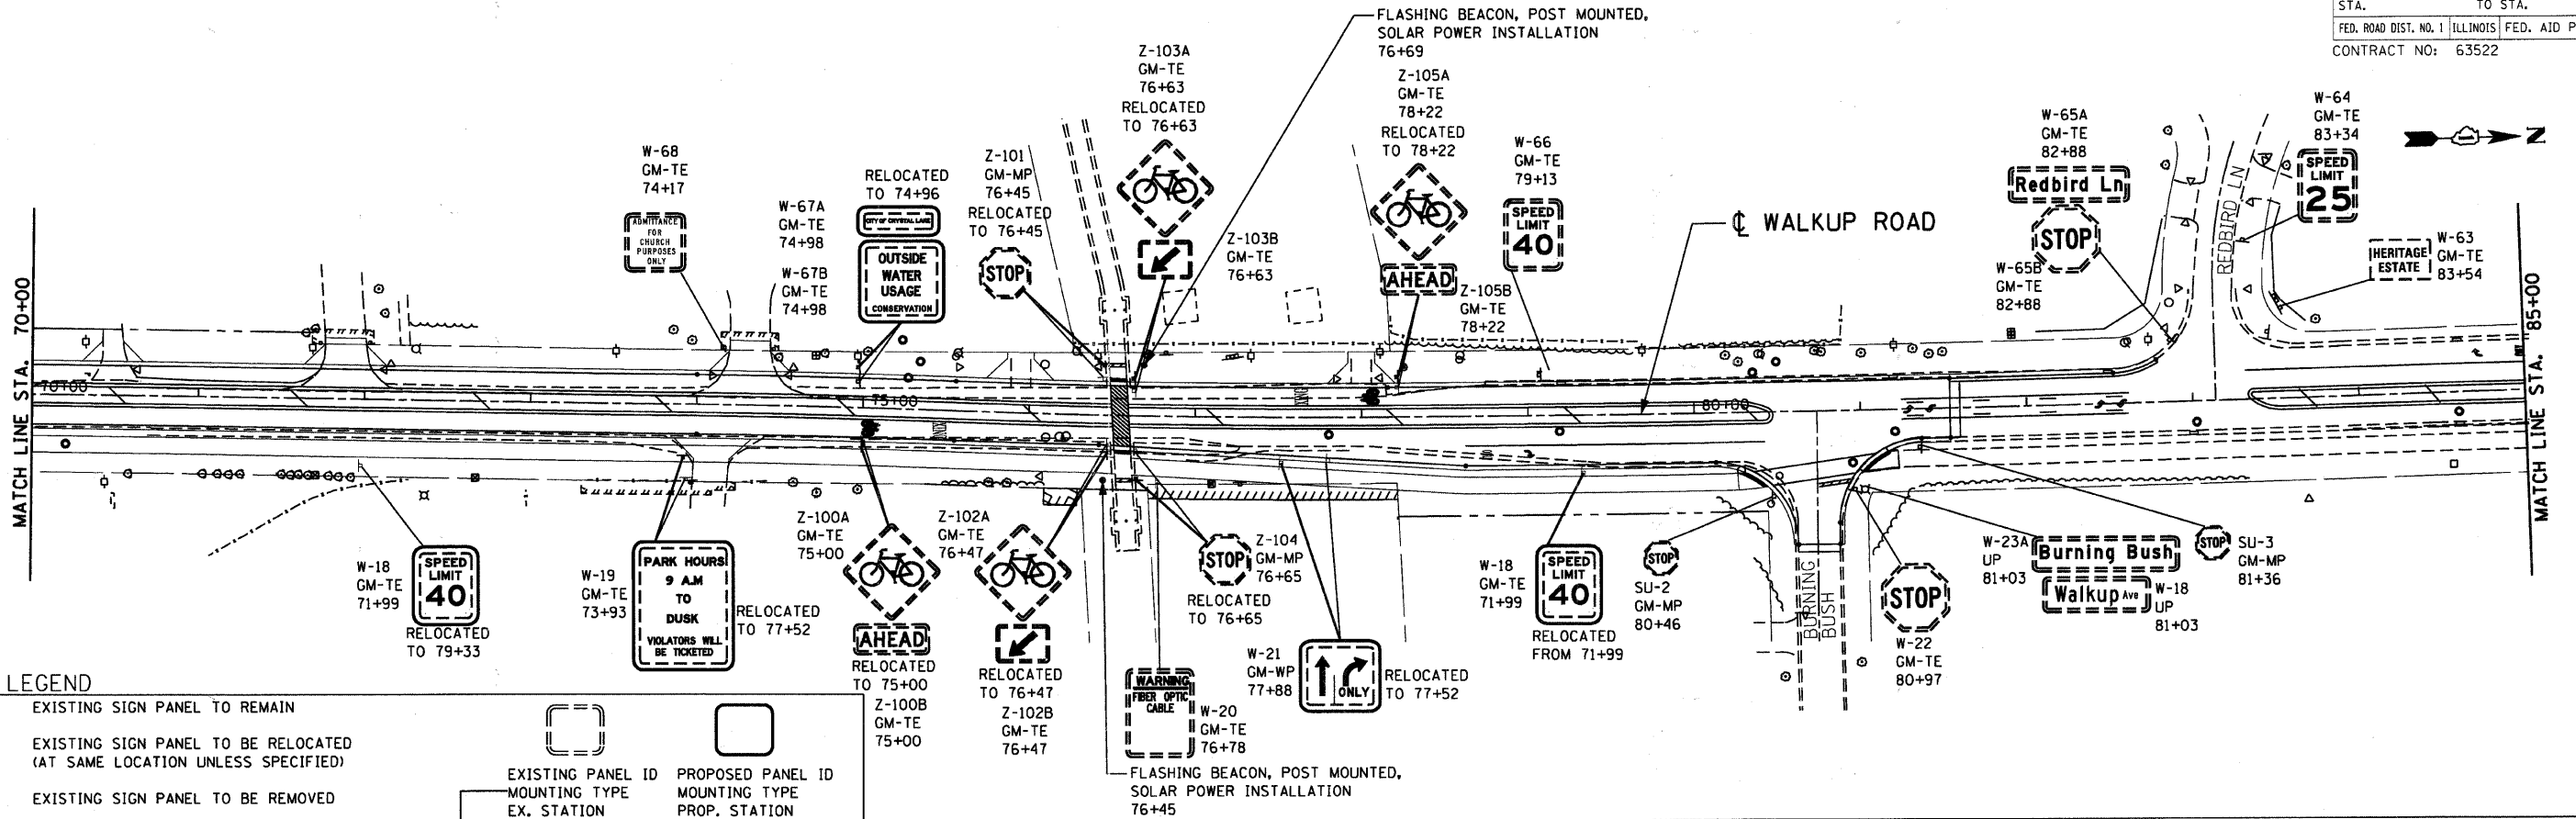 STA. TO STA.
FED. ROAD DIST. NO. 1 ILLINOIS FED. AID P
CONTRACT NO: 63522
FLASHING BEACON, POST MOUNTED,
SOLAR POWER INSTALLATION
76+69
Z-103A
GM-TE
76+63
RELOCATED
TO 76+63
Z-103B
GM-TE
76+63
Z-105A
GM-TE
78+22
RELOCATED
TO 78+22
AHEAD
Z-105B
GM-TE
78+22
W-66
GM-TE
79+13
SPEED
LIMIT
40
℄ WALKUP ROAD
W-65A
GM-TE
82+88
Redbird Ln
STOP
W-65B
GM-TE
82+88
REDBIRD LN
W-64
GM-TE
83+34
SPEED
LIMIT
25
N
HERITAGE
ESTATE
W-63
GM-TE
83+54
W-68
GM-TE
74+17
ADMITTANCE
FOR
CHURCH
PURPOSES
ONLY
W-67A
GM-TE
74+98
W-67B
GM-TE
74+98
RELOCATED
TO 74+96
CITY OF CRYSTAL LAKE
OUTSIDE
WATER
USAGE
CONSERVATION
Z-101
GM-MP
76+45
RELOCATED
TO 76+45
STOP
MATCH LINE STA. 70+00
70+00
75+00
80+00
MATCH LINE STA. 85+00
W-18
GM-TE
71+99
SPEED
LIMIT
40
RELOCATED
TO 79+33
W-19
GM-TE
73+93
PARK HOURS
9 A.M
TO
DUSK
VIOLATORS WILL
BE TICKETED
RELOCATED
TO 77+52
Z-100A
GM-TE
75+00
AHEAD
RELOCATED
TO 75+00
Z-100B
GM-TE
75+00
Z-102A
GM-TE
76+47
RELOCATED
TO 76+47
Z-102B
GM-TE
76+47
STOP
Z-104
GM-MP
76+65
RELOCATED
TO 76+65
WARNING
FIBER OPTIC
CABLE
W-20
GM-TE
76+78
FLASHING BEACON, POST MOUNTED,
SOLAR POWER INSTALLATION
76+45
W-21
GM-WP
77+88
ONLY
RELOCATED
TO 77+52
W-18
GM-TE
71+99
SPEED
LIMIT
40
RELOCATED
FROM 71+99
STOP
SU-2
GM-MP
80+46
BURNING
BUSH
STOP
W-22
GM-TE
80+97
W-23A
UP
81+03
Burning Bush
Walkup Ave
W-18
UP
81+03
STOP
SU-3
GM-MP
81+36
LEGEND
EXISTING SIGN PANEL TO REMAIN
EXISTING SIGN PANEL TO BE RELOCATED
(AT SAME LOCATION UNLESS SPECIFIED)
EXISTING SIGN PANEL TO BE REMOVED
EXISTING PANEL ID
MOUNTING TYPE
EX. STATION
PROPOSED PANEL ID
MOUNTING TYPE
PROP. STATION